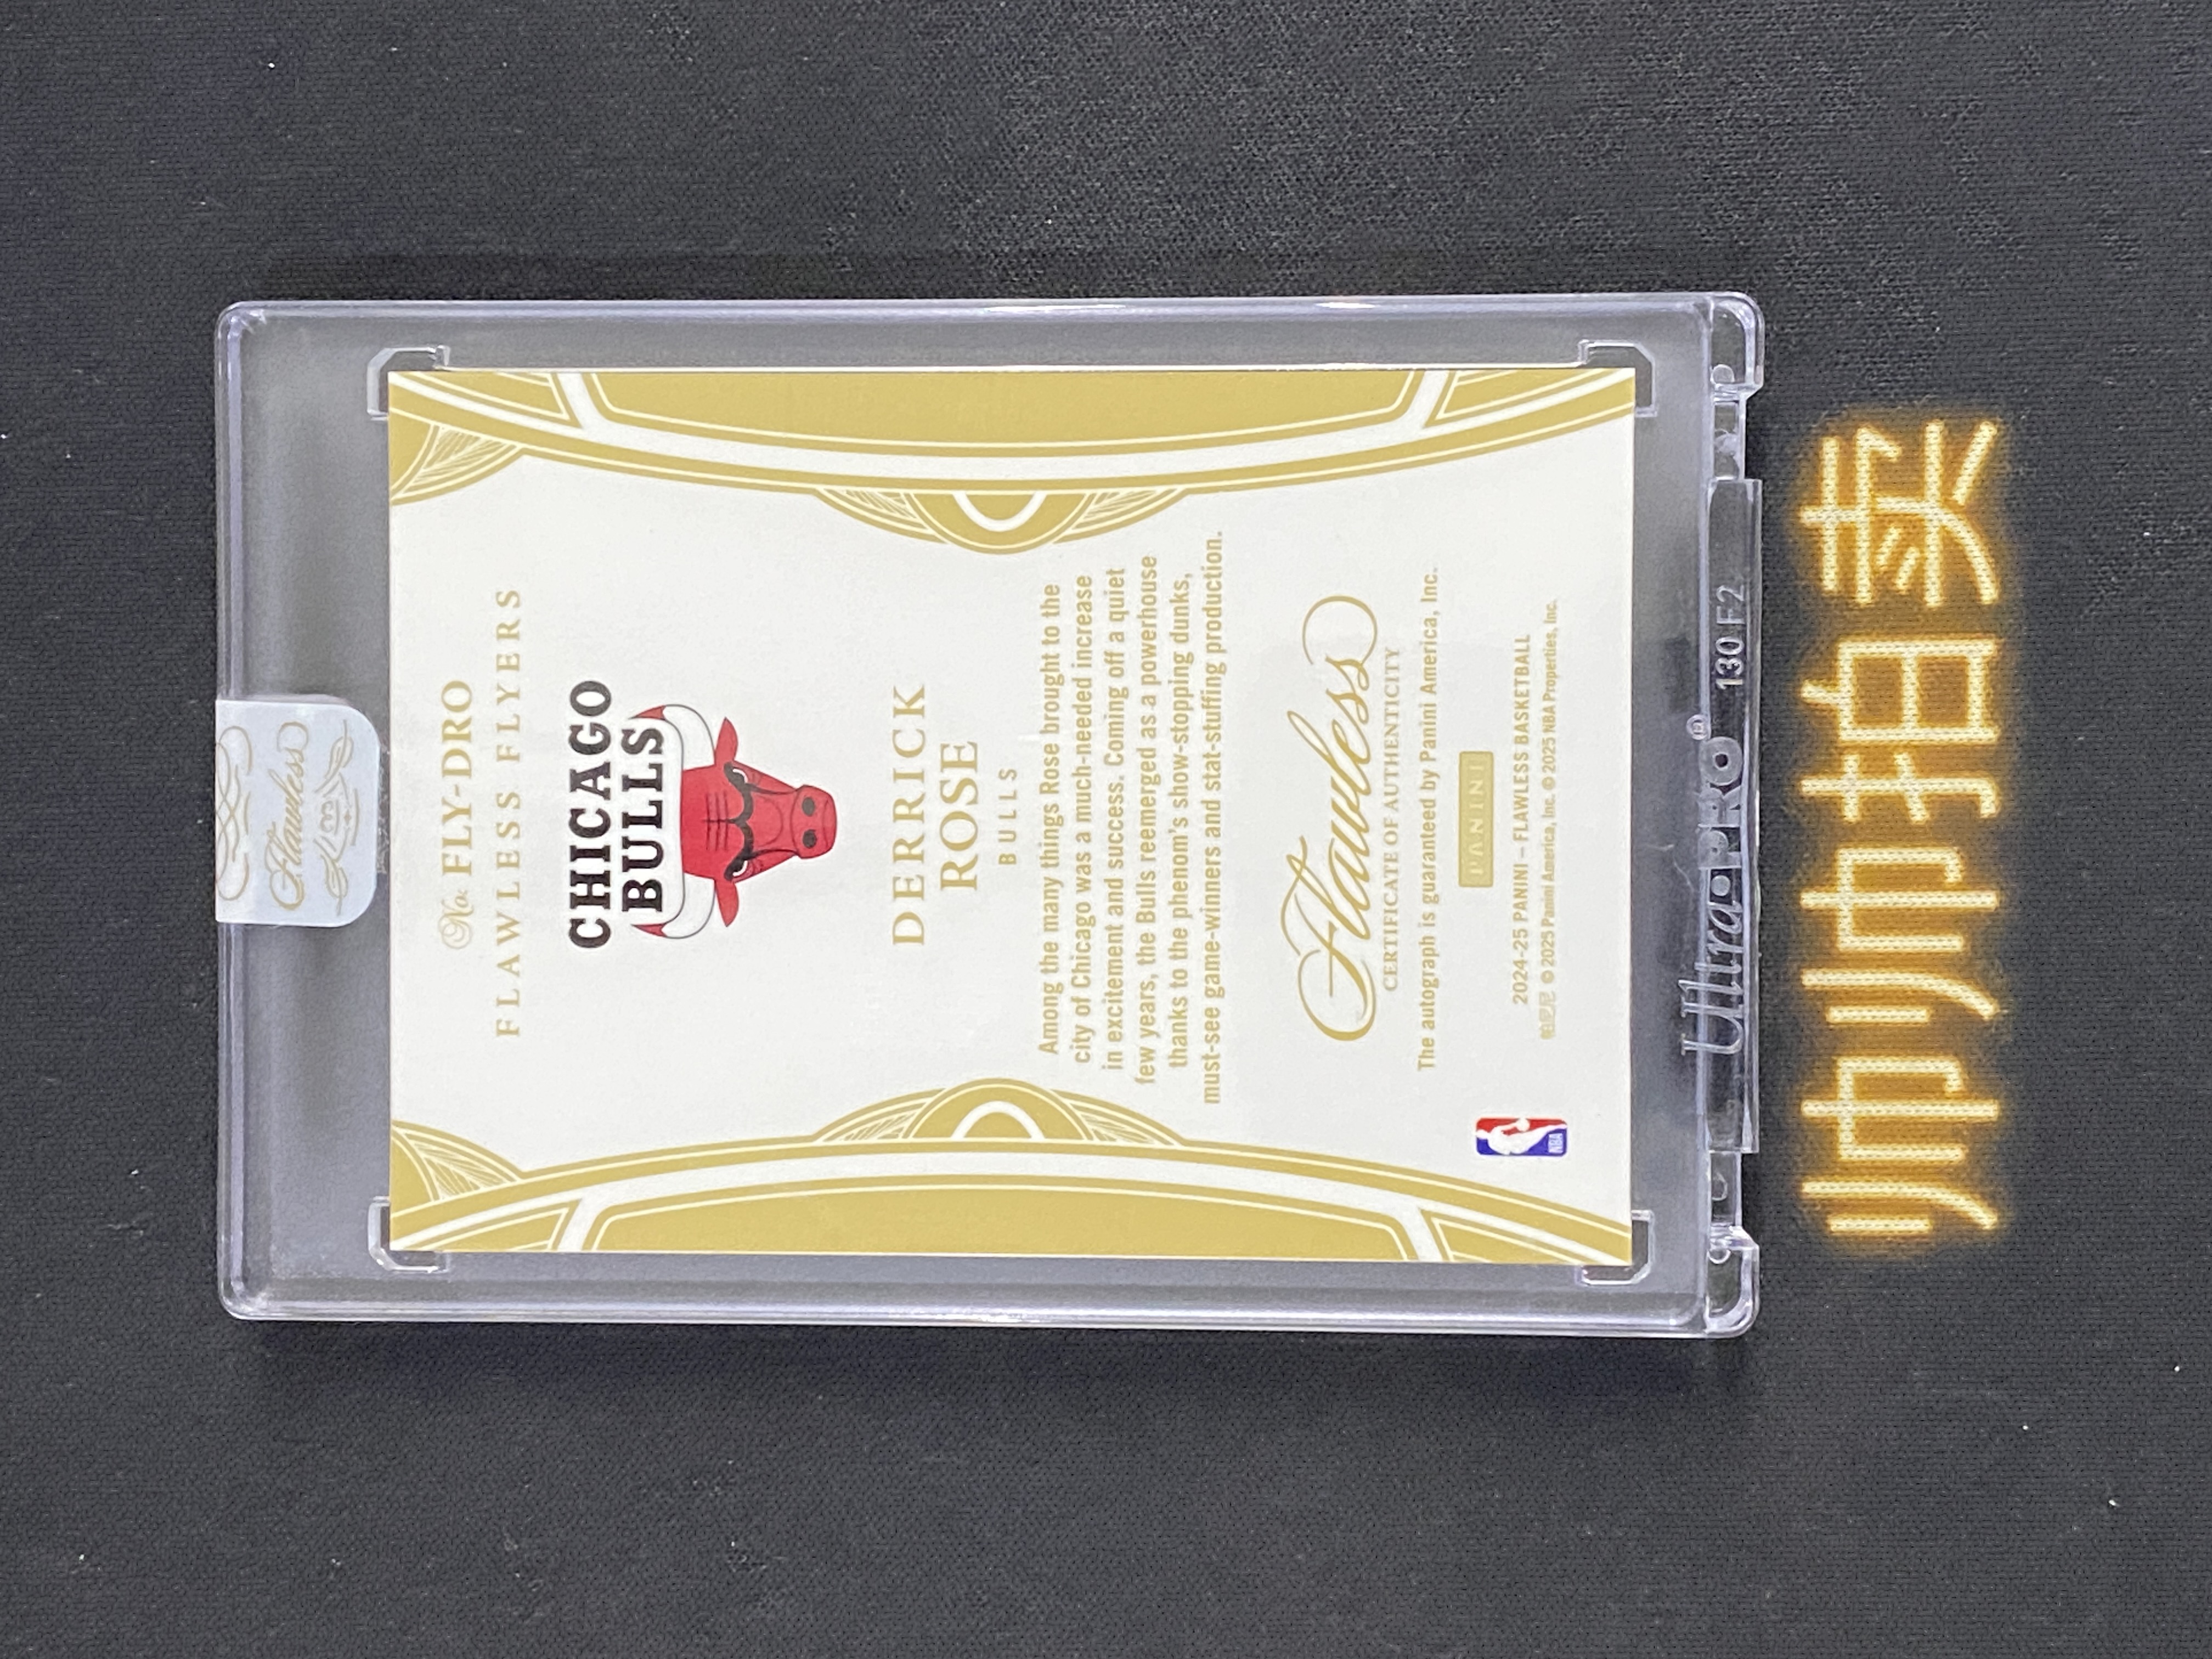 Flawless
No. FLY-DRO
FLAWLESS FLYERS
CHICAGO
BULLS
DERRICK
ROSE
BULLS
Among the many things Rose brought to the
city of Chicago was a much-needed increase
in excitement and success. Coming off a quiet
few years, the Bulls reemerged as a powerhouse
thanks to the phenom's show-stopping dunks,
must-see game-winners and stat-stuffing production.
Flawless
CERTIFICATE OF AUTHENTICITY
The autograph is guaranteed by Panini America, Inc.
PANINI
2024-25 PANINI – FLAWLESS BASKETBALL
帕尼尼 © 2025 Panini America, Inc. © 2025 NBA Properties, Inc.
NBA
Ultra•PRO® 130 F2
帅帅拍卖